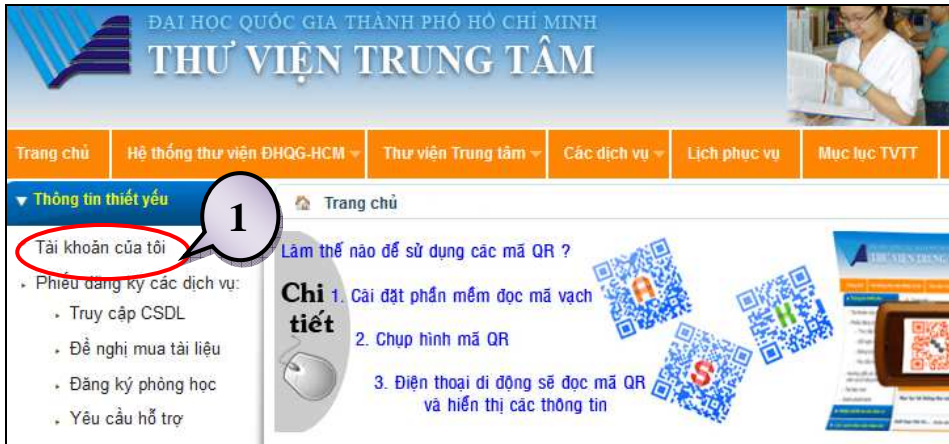 ĐẠI HỌC QUỐC GIA THÀNH PHỐ HỒ CHÍ MINH
THƯ VIỆN TRUNG TÂM
Trang chủ Hệ thống thư viện ĐHQG-HCM Thư viện Trung tâm Các dịch vụ Lịch phục vụ Mục lục TVTT
Thông tin thiết yếu
1
Trang chủ
Tài khoản của tôi
Phiếu đăng ký các dịch vụ:
Truy cập CSDL
Đề nghị mua tài liệu
Đăng ký phòng học
Yêu cầu hỗ trợ
Làm thế nào để sử dụng các mã QR ?
Chi tiết
1. Cài đặt phần mềm đọc mã vạch
2. Chụp hình mã QR
3. Điện thoại di động sẽ đọc mã QR
và hiển thị các thông tin
A
K
S